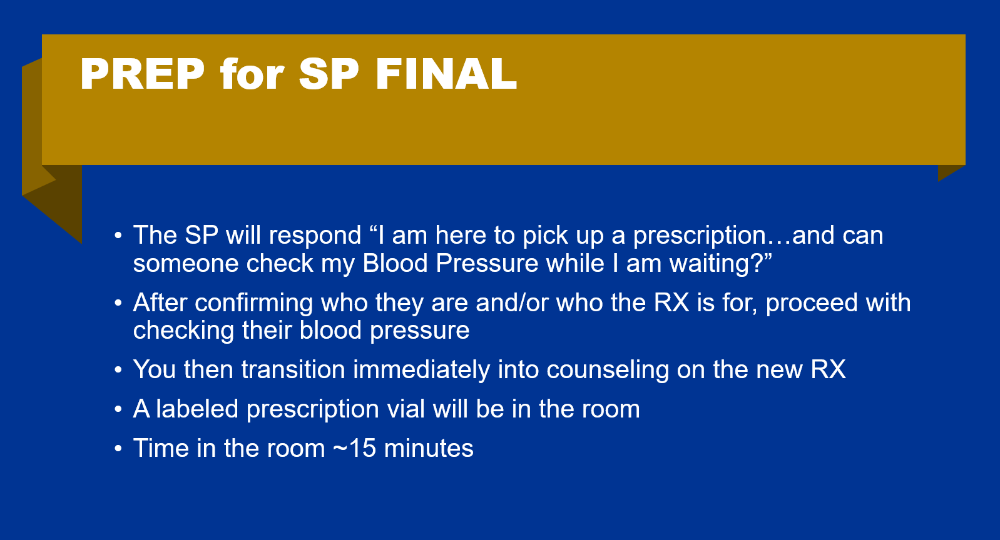 PREP for SP FINAL
• The SP will respond “I am here to pick up a prescription…and can
someone check my Blood Pressure while I am waiting?”
• After confirming who they are and/or who the RX is for, proceed with
checking their blood pressure
• You then transition immediately into counseling on the new RX
• A labeled prescription vial will be in the room
• Time in the room ~15 minutes